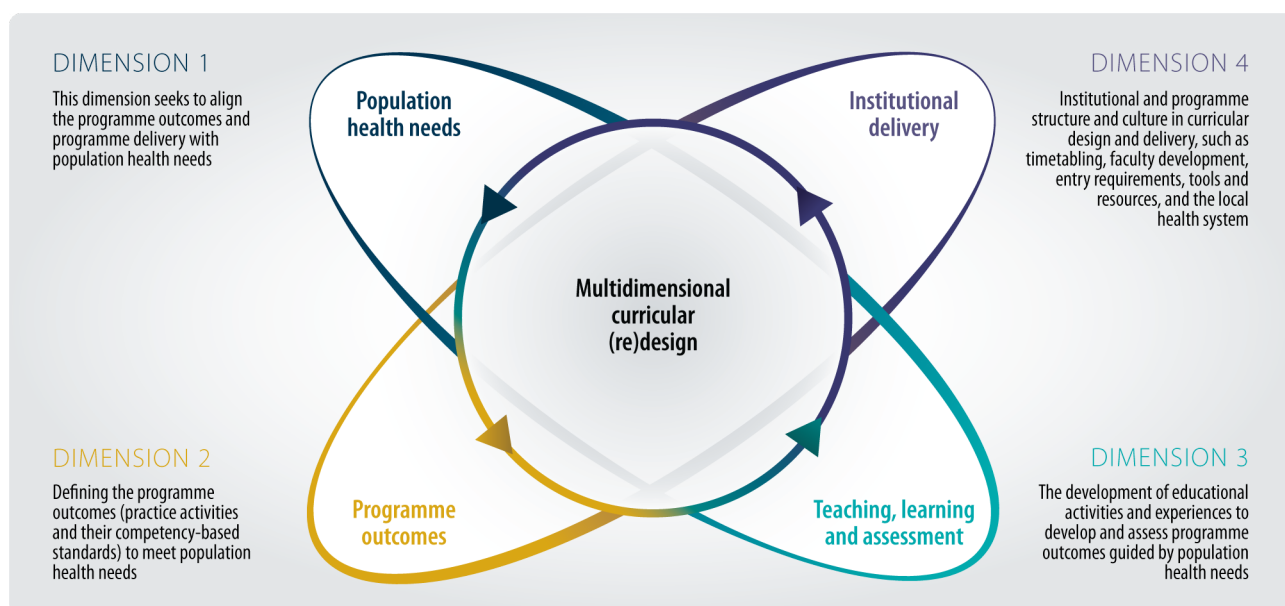 DIMENSION 1
This dimension seeks to align
the programme outcomes and
programme delivery with
population health needs
Population
health needs
Institutional
delivery
DIMENSION 4
Institutional and programme
structure and culture in curricular
design and delivery, such as
timetabling, faculty development,
entry requirements, tools and
resources, and the local
health system
Multidimensional
curricular
(re)design
DIMENSION 2
Defining the programme
outcomes (practice activities
and their competency-based
standards) to meet population
health needs
Programme
outcomes
Teaching, learning
and assessment
DIMENSION 3
The development of educational
activities and experiences to
develop and assess programme
outcomes guided by population
health needs